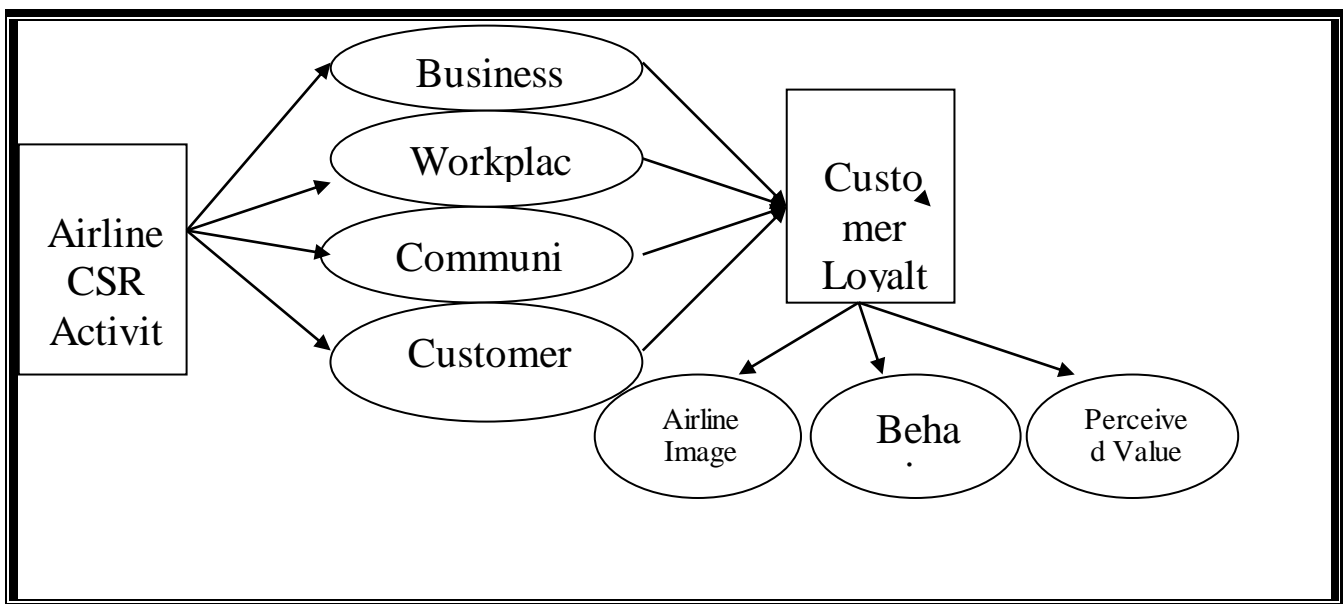 Business
Workplac
Communi
Customer
Airline
CSR
Activit
Custo
mer
Loyalt
Airline
Image
Beha
Perceive
d Value